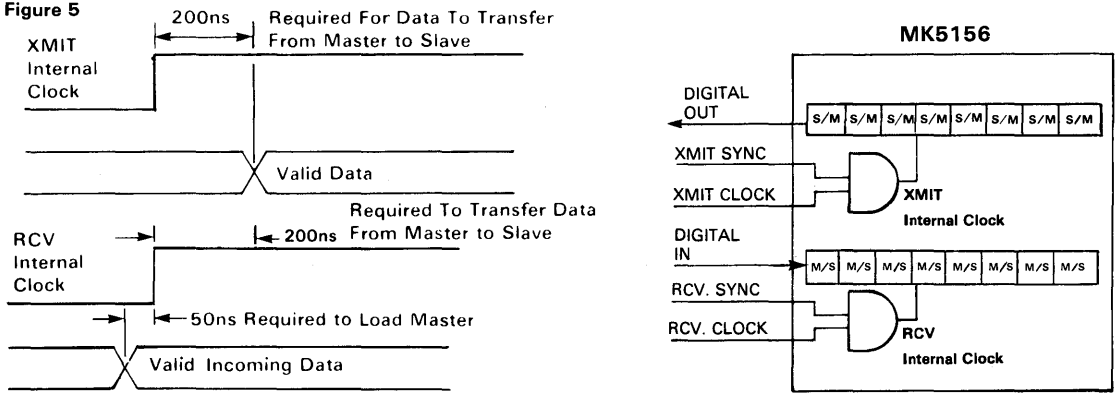 Figure 5
200ns
Required For Data To Transfer
From Master to Slave
XMIT
Internal
Clock
Valid Data
Required To Transfer Data
From Master to Slave
200ns
RCV
Internal
Clock
50ns Required to Load Master
Valid Incoming Data
MK5156
DIGITAL
OUT
S/M S/M S/M S/M S/M S/M S/M S/M
XMIT SYNC
XMIT CLOCK
XMIT
Internal Clock
DIGITAL
IN
M/S M/S M/S M/S M/S M/S M/S M/S
RCV. SYNC
RCV. CLOCK
RCV
Internal Clock